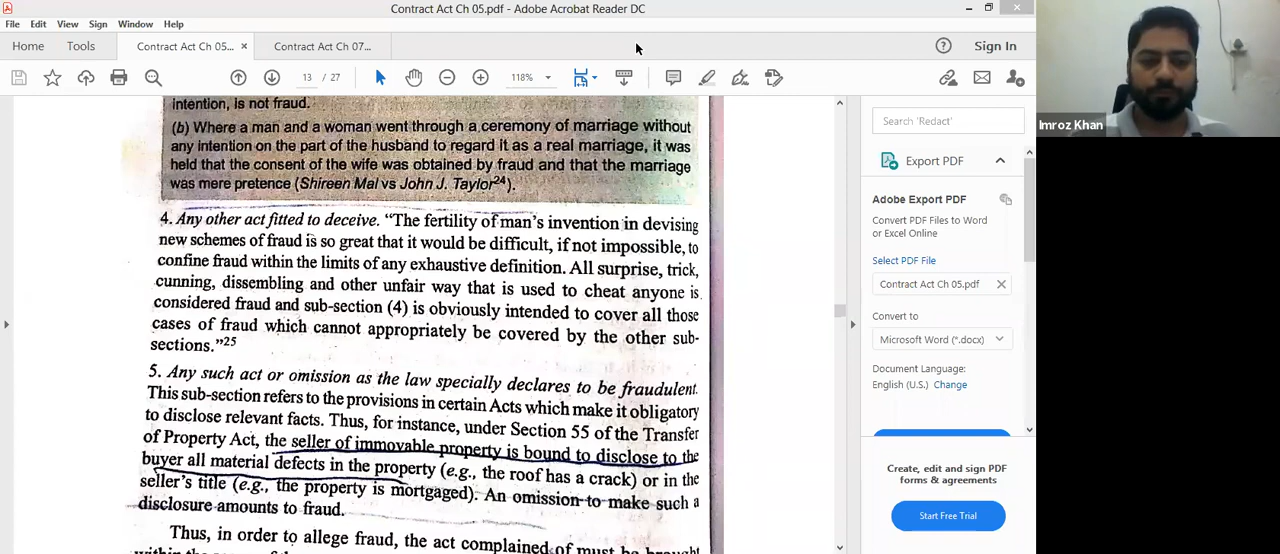 Contract Act Ch 05.pdf - Adobe Acrobat Reader DC
File Edit View Sign Window Help
Home Tools Contract Act Ch 05... × Contract Act Ch 07... Sign In
13 / 27 118%
intention, is not fraud.
(b) Where a man and a woman went through a ceremony of marriage without
any intention on the part of the husband to regard it as a real marriage, it was
held that the consent of the wife was obtained by fraud and that the marriage
was mere pretence (Shireen Mal vs John J. Taylor24).
4. Any other act fitted to deceive. “The fertility of man’s invention in devising
new schemes of fraud is so great that it would be difficult, if not impossible, to
confine fraud within the limits of any exhaustive definition. All surprise, trick,
cunning, dissembling and other unfair way that is used to cheat anyone is
considered fraud and sub-section (4) is obviously intended to cover all those
cases of fraud which cannot appropriately be covered by the other sub-
sections.”25
5. Any such act or omission as the law specially declares to be fraudulent.
This sub-section refers to the provisions in certain Acts which make it obligatory
to disclose relevant facts. Thus, for instance, under Section 55 of the Transfer
of Property Act, the seller of immovable property is bound to disclose to the
buyer all material defects in the property (e.g., the roof has a crack) or in the
seller’s title (e.g., the property is mortgaged). An omission to make such a
disclosure amounts to fraud.
Thus, in order to allege fraud, the act complained of must be brought
Search 'Redact'
Export PDF
Adobe Export PDF
Convert PDF Files to Word
or Excel Online
Select PDF File
Contract Act Ch 05.pdf
Convert to
Microsoft Word (*.docx)
Document Language:
English (U.S.) Change
Create, edit and sign PDF
forms & agreements
Start Free Trial
Imroz Khan